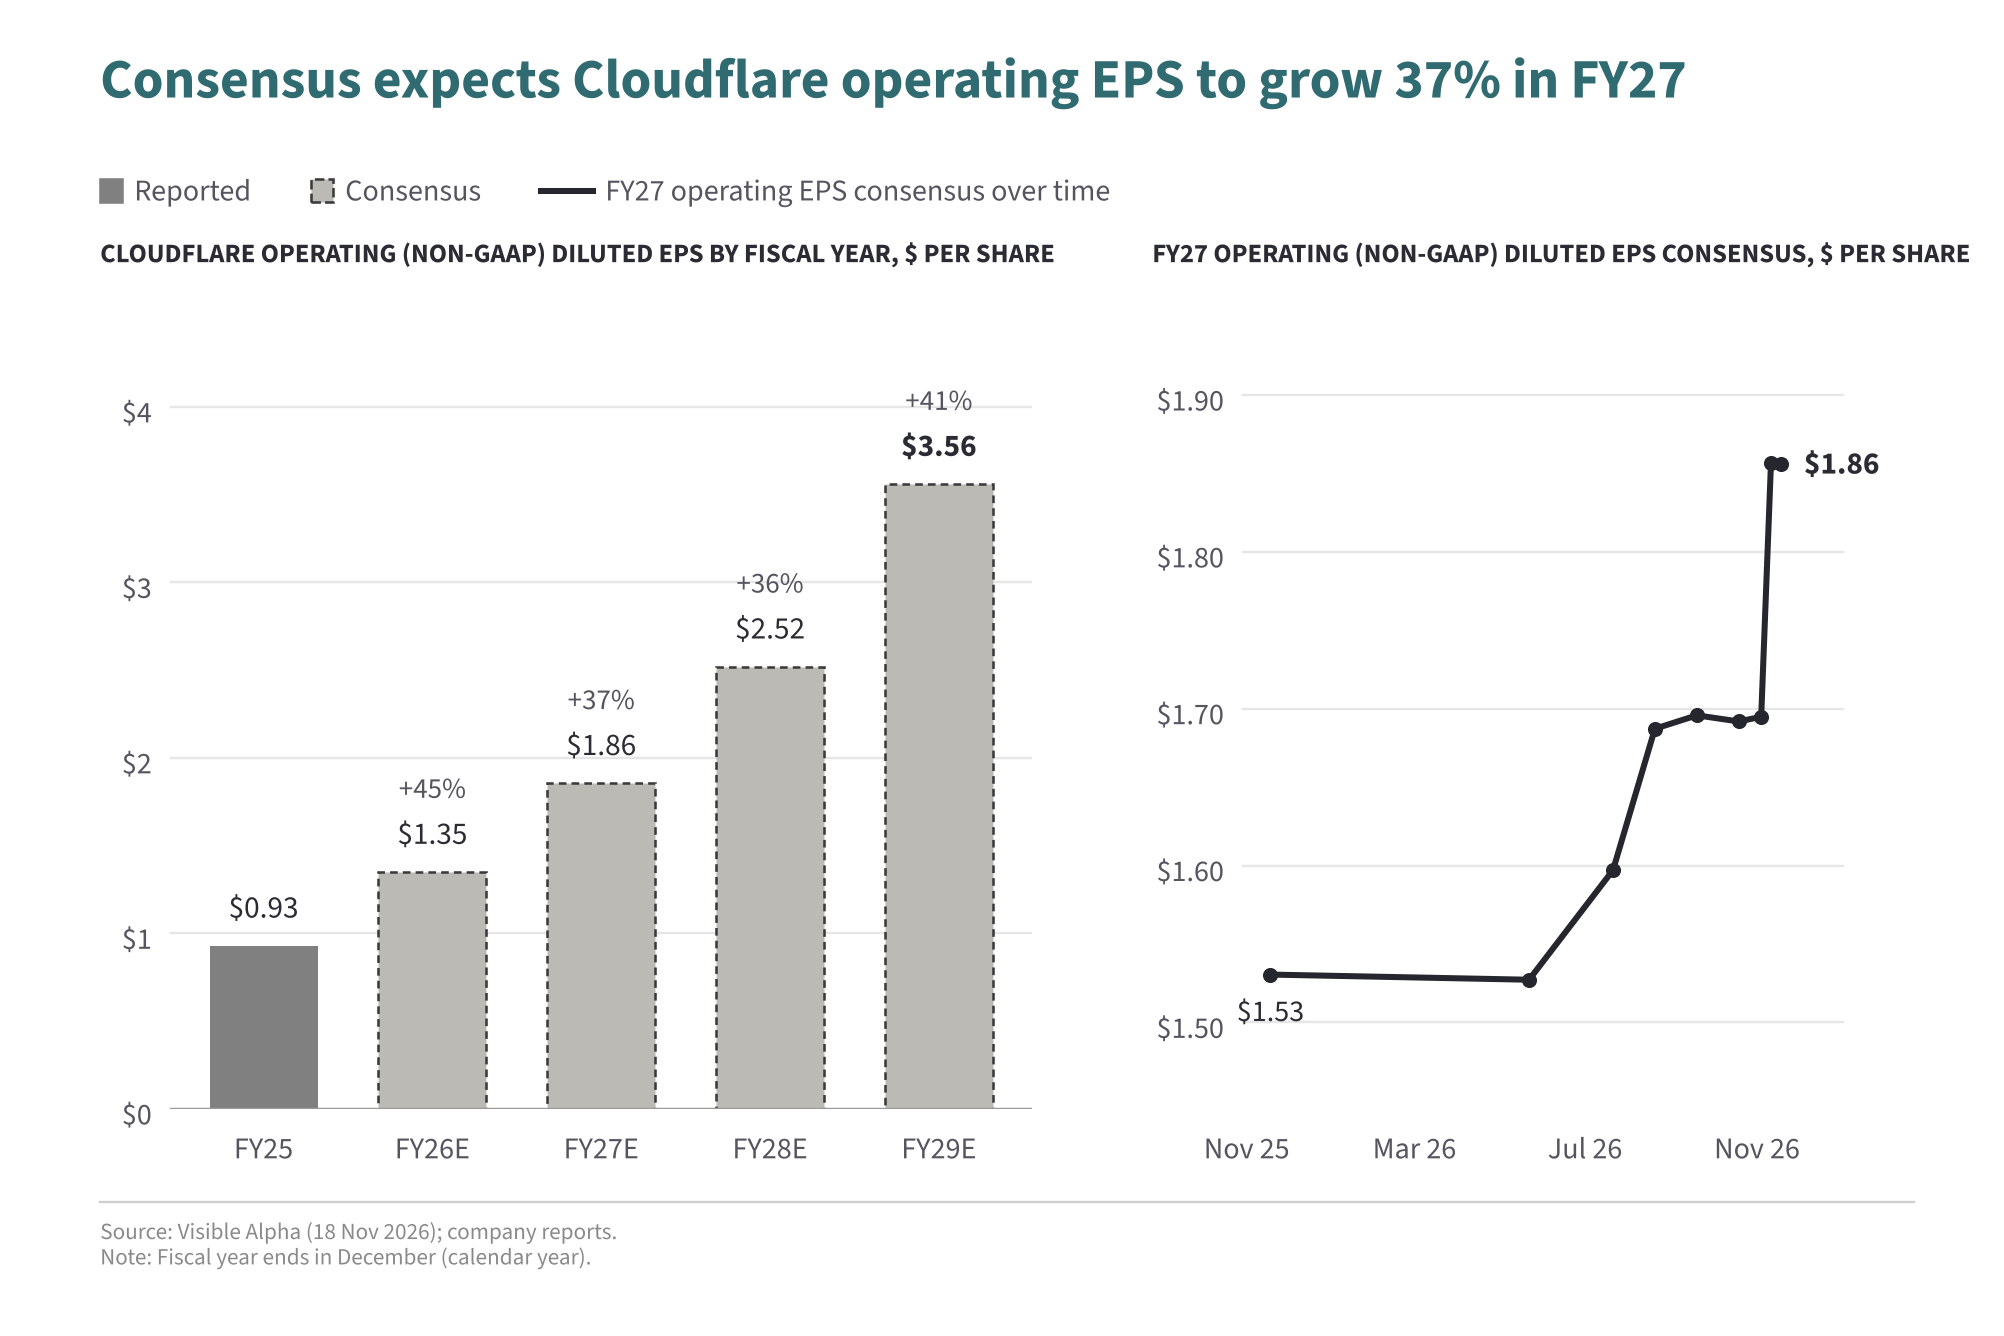 Consensus expects Cloudflare operating EPS to grow 37% in FY27
Reported
Consensus
FY27 operating EPS consensus over time
CLOUDFLARE OPERATING (NON-GAAP) DILUTED EPS BY FISCAL YEAR, $ PER SHARE
$4
$3
$2
$1
$0
$0.93
+45%
$1.35
+37%
$1.86
+36%
$2.52
+41%
$3.56
FY25
FY26E
FY27E
FY28E
FY29E
FY27 OPERATING (NON-GAAP) DILUTED EPS CONSENSUS, $ PER SHARE
$1.90
$1.80
$1.70
$1.60
$1.50
$1.53
$1.86
Nov 25
Mar 26
Jul 26
Nov 26
Source: Visible Alpha (18 Nov 2026); company reports.
Note: Fiscal year ends in December (calendar year).